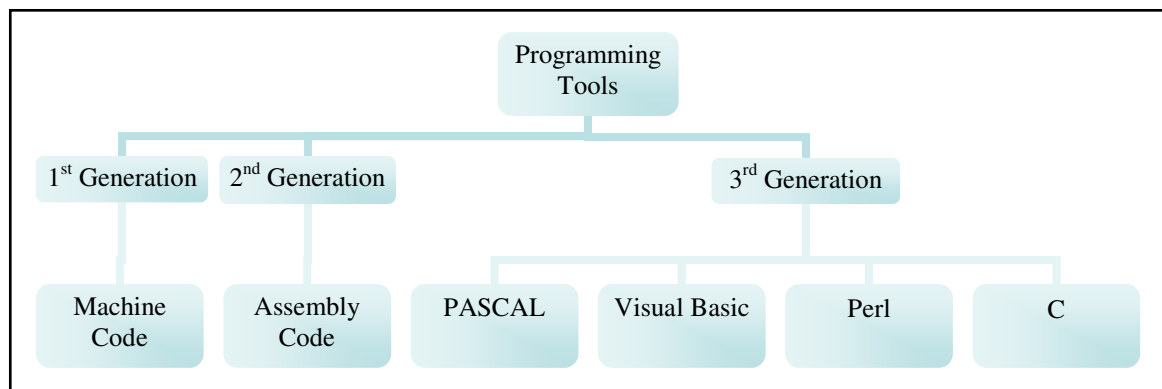 Programming
Tools
1st Generation
2nd Generation
3rd Generation
Machine
Code
Assembly
Code
PASCAL
Visual Basic
Perl
C